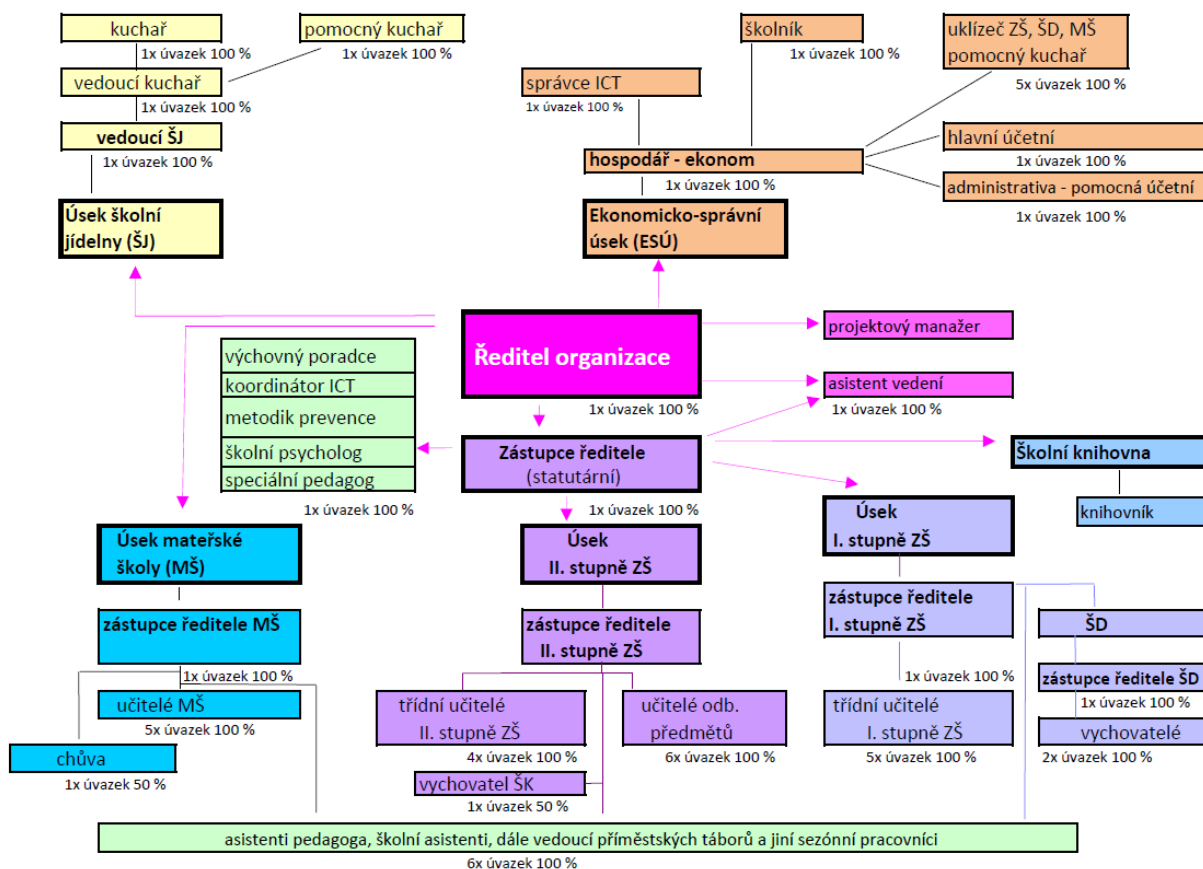 kuchař
1x úvazek 100 %
pomocný kuchař
1x úvazek 100 %
vedoucí kuchař
1x úvazek 100 %
vedoucí ŠJ
1x úvazek 100 %
Úsek školní
jídelny (ŠJ)
školník
1x úvazek 100 %
uklízeč ZŠ, ŠD, MŠ
pomocný kuchař
5x úvazek 100 %
správce ICT
1x úvazek 100 %
hlavní účetní
1x úvazek 100 %
hospodář - ekonom
1x úvazek 100 %
administrativa - pomocná účetní
1x úvazek 100 %
Ekonomicko-správní
úsek (ESÚ)
Ředitel organizace
1x úvazek 100 %
projektový manažer
asistent vedení
1x úvazek 100 %
výchovný poradce
koordinátor ICT
metodik prevence
školní psycholog
speciální pedagog
1x úvazek 100 %
Zástupce ředitele
(statutární)
1x úvazek 100 %
Školní knihovna
knihovník
Úsek mateřské
školy (MŠ)
zástupce ředitele MŠ
1x úvazek 100 %
učitelé MŠ
5x úvazek 100 %
chůva
1x úvazek 50 %
Úsek
II. stupně ZŠ
zástupce ředitele
II. stupně ZŠ
třídní učitelé
II. stupně ZŠ
4x úvazek 100 %
učitelé odb.
předmětů
6x úvazek 100 %
vychovatel ŠK
1x úvazek 50 %
Úsek
I. stupně ZŠ
zástupce ředitele
I. stupně ZŠ
1x úvazek 100 %
třídní učitelé
I. stupně ZŠ
5x úvazek 100 %
ŠD
zástupce ředitele ŠD
1x úvazek 100 %
vychovatelé
2x úvazek 100 %
asistenti pedagoga, školní asistenti, dále vedoucí příměstských táborů a jiní sezónní pracovníci
6x úvazek 100 %